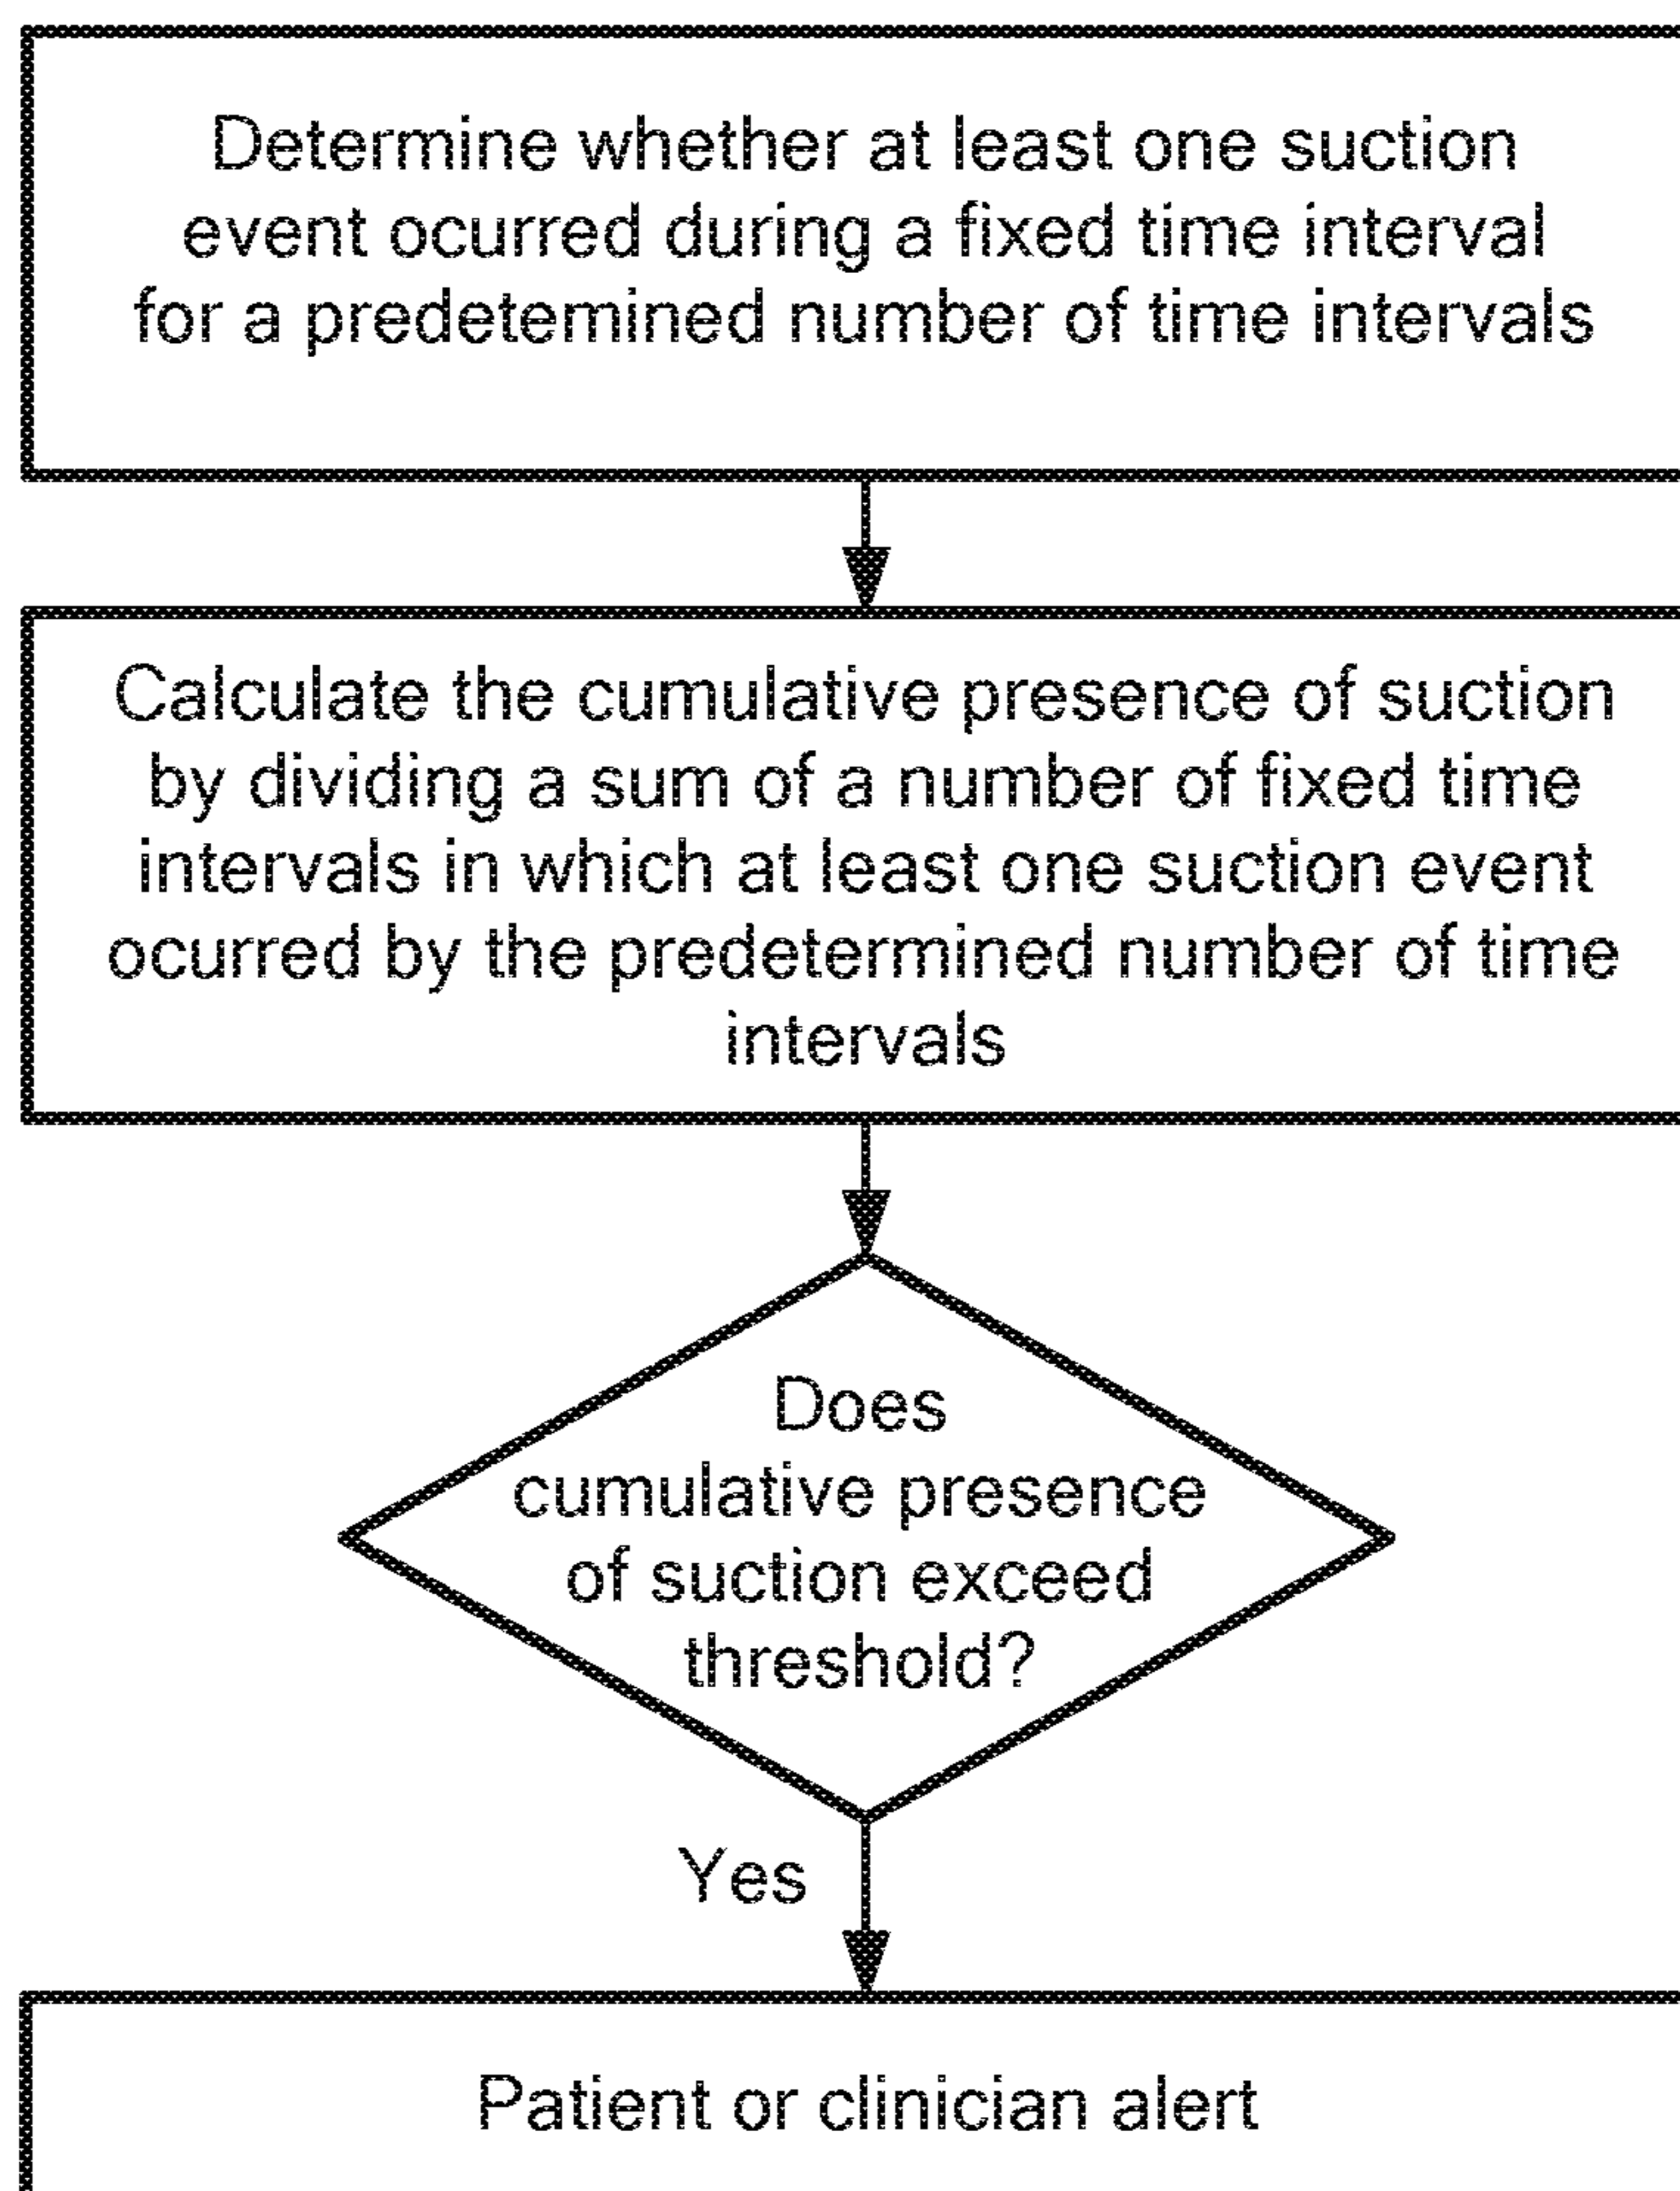 Determine whether at least one suction
event ocurred during a fixed time interval
for a predetemined number of time intervals
Calculate the cumulative presence of suction
by dividing a sum of a number of fixed time
intervals in which at least one suction event
ocurred by the predetermined number of time
intervals
Does
cumulative presence
of suction exceed
threshold?
Yes
Patient or clinician alert